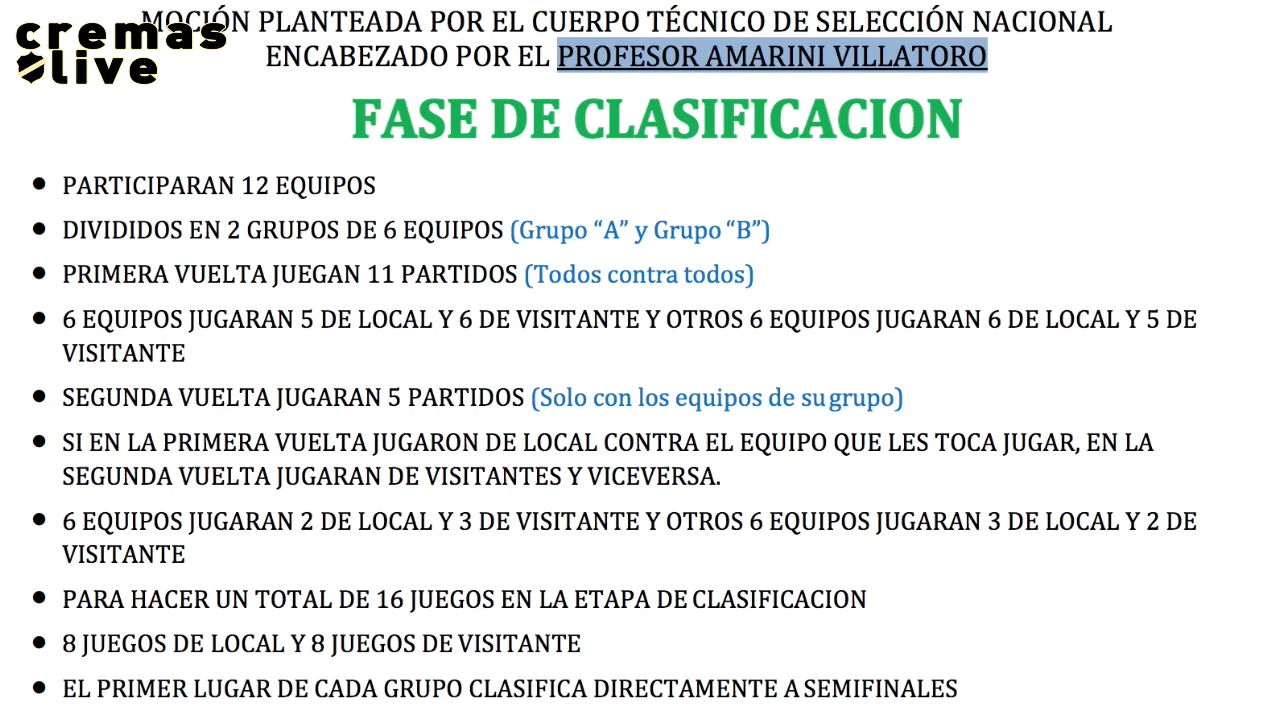 cremas
live
MOCIÓN PLANTEADA POR EL CUERPO TÉCNICO DE SELECCIÓN NACIONAL
ENCABEZADO POR EL PROFESOR AMARINI VILLATORO
FASE DE CLASIFICACION
• PARTICIPARAN 12 EQUIPOS
• DIVIDIDOS EN 2 GRUPOS DE 6 EQUIPOS (Grupo “A” y Grupo “B”)
• PRIMERA VUELTA JUEGAN 11 PARTIDOS (Todos contra todos)
• 6 EQUIPOS JUGARAN 5 DE LOCAL Y 6 DE VISITANTE Y OTROS 6 EQUIPOS JUGARAN 6 DE LOCAL Y 5 DE
VISITANTE
• SEGUNDA VUELTA JUGARAN 5 PARTIDOS (Solo con los equipos de su grupo)
• SI EN LA PRIMERA VUELTA JUGARON DE LOCAL CONTRA EL EQUIPO QUE LES TOCA JUGAR, EN LA
SEGUNDA VUELTA JUGARAN DE VISITANTES Y VICEVERSA.
• 6 EQUIPOS JUGARAN 2 DE LOCAL Y 3 DE VISITANTE Y OTROS 6 EQUIPOS JUGARAN 3 DE LOCAL Y 2 DE
VISITANTE
• PARA HACER UN TOTAL DE 16 JUEGOS EN LA ETAPA DE CLASIFICACION
• 8 JUEGOS DE LOCAL Y 8 JUEGOS DE VISITANTE
• EL PRIMER LUGAR DE CADA GRUPO CLASIFICA DIRECTAMENTE A SEMIFINALES